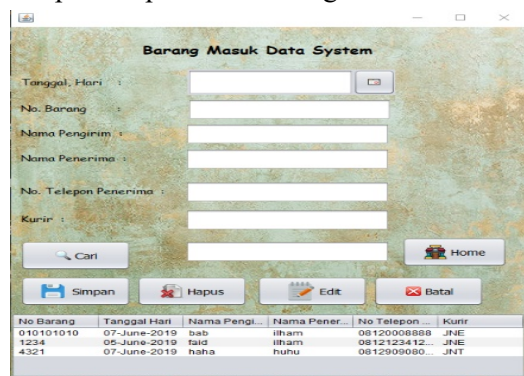 Barang Masuk Data System
Tanggal, Hari :
No. Barang :
Nama Pengirim :
Nama Penerima :
No. Telepon Penerima :
Kurir :
Cari
Home
Simpan Hapus Edit Batal
No Barang Tanggal Hari Nama Pengi... Nama Pener... No Telepon ... Kurir
010101010 07-June-2019 bab ilham 08120008888 JNE
1234 05-June-2019 faid ilham 0812123412... JNE
4321 07-June-2019 haha huhu 0812909080... JNT